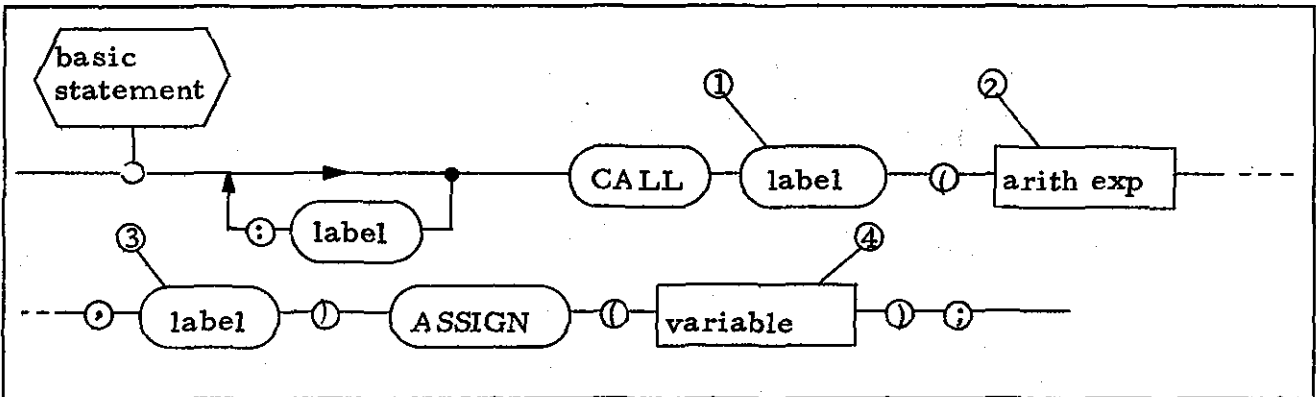 basic
statement
① ②
CALL label ( arith exp
: label
③ ④
, label ) ASSIGN ( variable ) ;